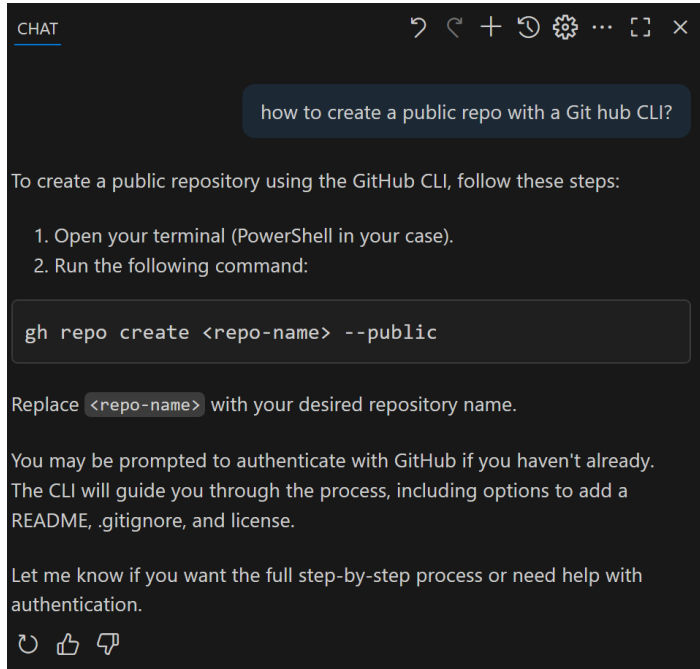 CHAT
how to create a public repo with a Git hub CLI?
To create a public repository using the GitHub CLI, follow these steps:
1. Open your terminal (PowerShell in your case).
2. Run the following command:
gh repo create <repo-name> --public
Replace <repo-name> with your desired repository name.
You may be prompted to authenticate with GitHub if you haven't already.
The CLI will guide you through the process, including options to add a
README, .gitignore, and license.
Let me know if you want the full step-by-step process or need help with
authentication.